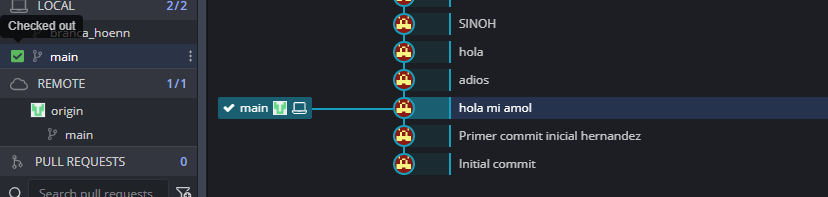 LOCAL 2/2
Checked out
branca_hoenn
main
REMOTE 1/1
origin
main
PULL REQUESTS 0
Search pull requests
SINOH
hola
adios
main
hola mi amol
Primer commit inicial hernandez
Initial commit